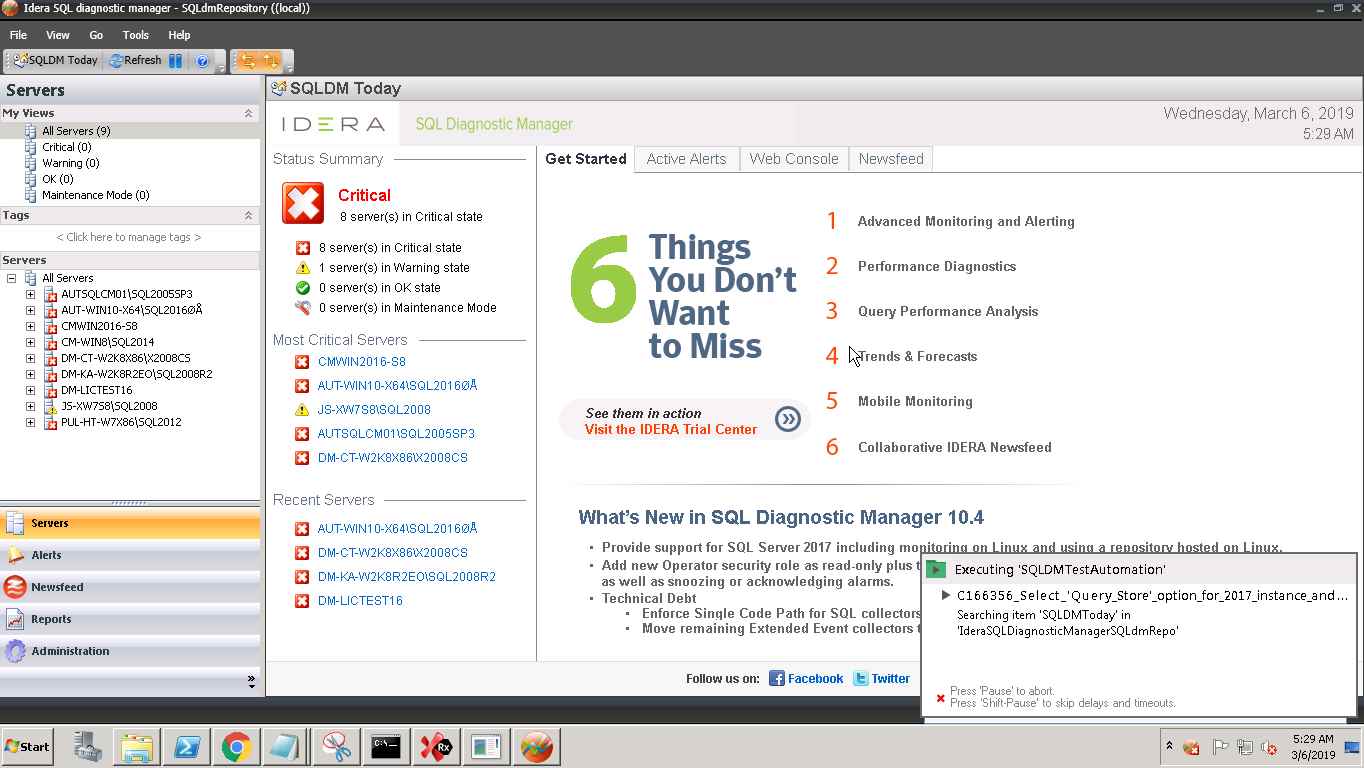 Idera SQL diagnostic manager - SQLdmRepository ((local))
File View Go Tools Help
SQLDM Today Refresh
Servers
My Views
All Servers (9)
Critical (0)
Warning (0)
OK (0)
Maintenance Mode (0)
Tags
< Click here to manage tags >
Servers
All Servers
AUTSQLCM01\SQL2005SP3
AUT-WIN10-X64\SQL2016ØÅ
CMWIN2016-S8
CM-WIN8\SQL2014
DM-CT-W2K8X86\X2008CS
DM-KA-W2K8R2EO\SQL2008R2
DM-LICTEST16
JS-XW7S8\SQL2008
PUL-HT-W7X86\SQL2012
Servers
Alerts
Newsfeed
Reports
Administration
SQLDM Today
IDERA SQL Diagnostic Manager
Wednesday, March 6, 2019
5:29 AM
Status Summary
Critical
8 server(s) in Critical state
8 server(s) in Critical state
1 server(s) in Warning state
0 server(s) in OK state
0 server(s) in Maintenance Mode
Most Critical Servers
CMWIN2016-S8
AUT-WIN10-X64\SQL2016ØÅ
JS-XW7S8\SQL2008
AUTSQLCM01\SQL2005SP3
DM-CT-W2K8X86\X2008CS
Recent Servers
AUT-WIN10-X64\SQL2016ØÅ
DM-CT-W2K8X86\X2008CS
DM-KA-W2K8R2EO\SQL2008R2
DM-LICTEST16
Get Started Active Alerts Web Console Newsfeed
6 Things
You Don't
Want
to Miss
See them in action
Visit the IDERA Trial Center
1 Advanced Monitoring and Alerting
2 Performance Diagnostics
3 Query Performance Analysis
4 Trends & Forecasts
5 Mobile Monitoring
6 Collaborative IDERA Newsfeed
What's New in SQL Diagnostic Manager 10.4
• Provide support for SQL Server 2017 including monitoring on Linux and using a repository hosted on Linux.
• Add new Operator security role as read-only plus
as well as snoozing or acknowledging alarms.
• Technical Debt
• Enforce Single Code Path for SQL collectors
• Move remaining Extended Event collectors
Follow us on: Facebook Twitter
Executing 'SQLDMTestAutomation'
C166356_Select_'Query_Store'_option_for_2017_instance_and...
Searching item 'SQLDMToday' in
'IderaSQLDiagnosticManagerSQLdmRepo'
Press 'Pause' to abort.
Press 'Shift-Pause' to skip delays and timeouts.
Start
C:\
Rx
5:29 AM
3/6/2019